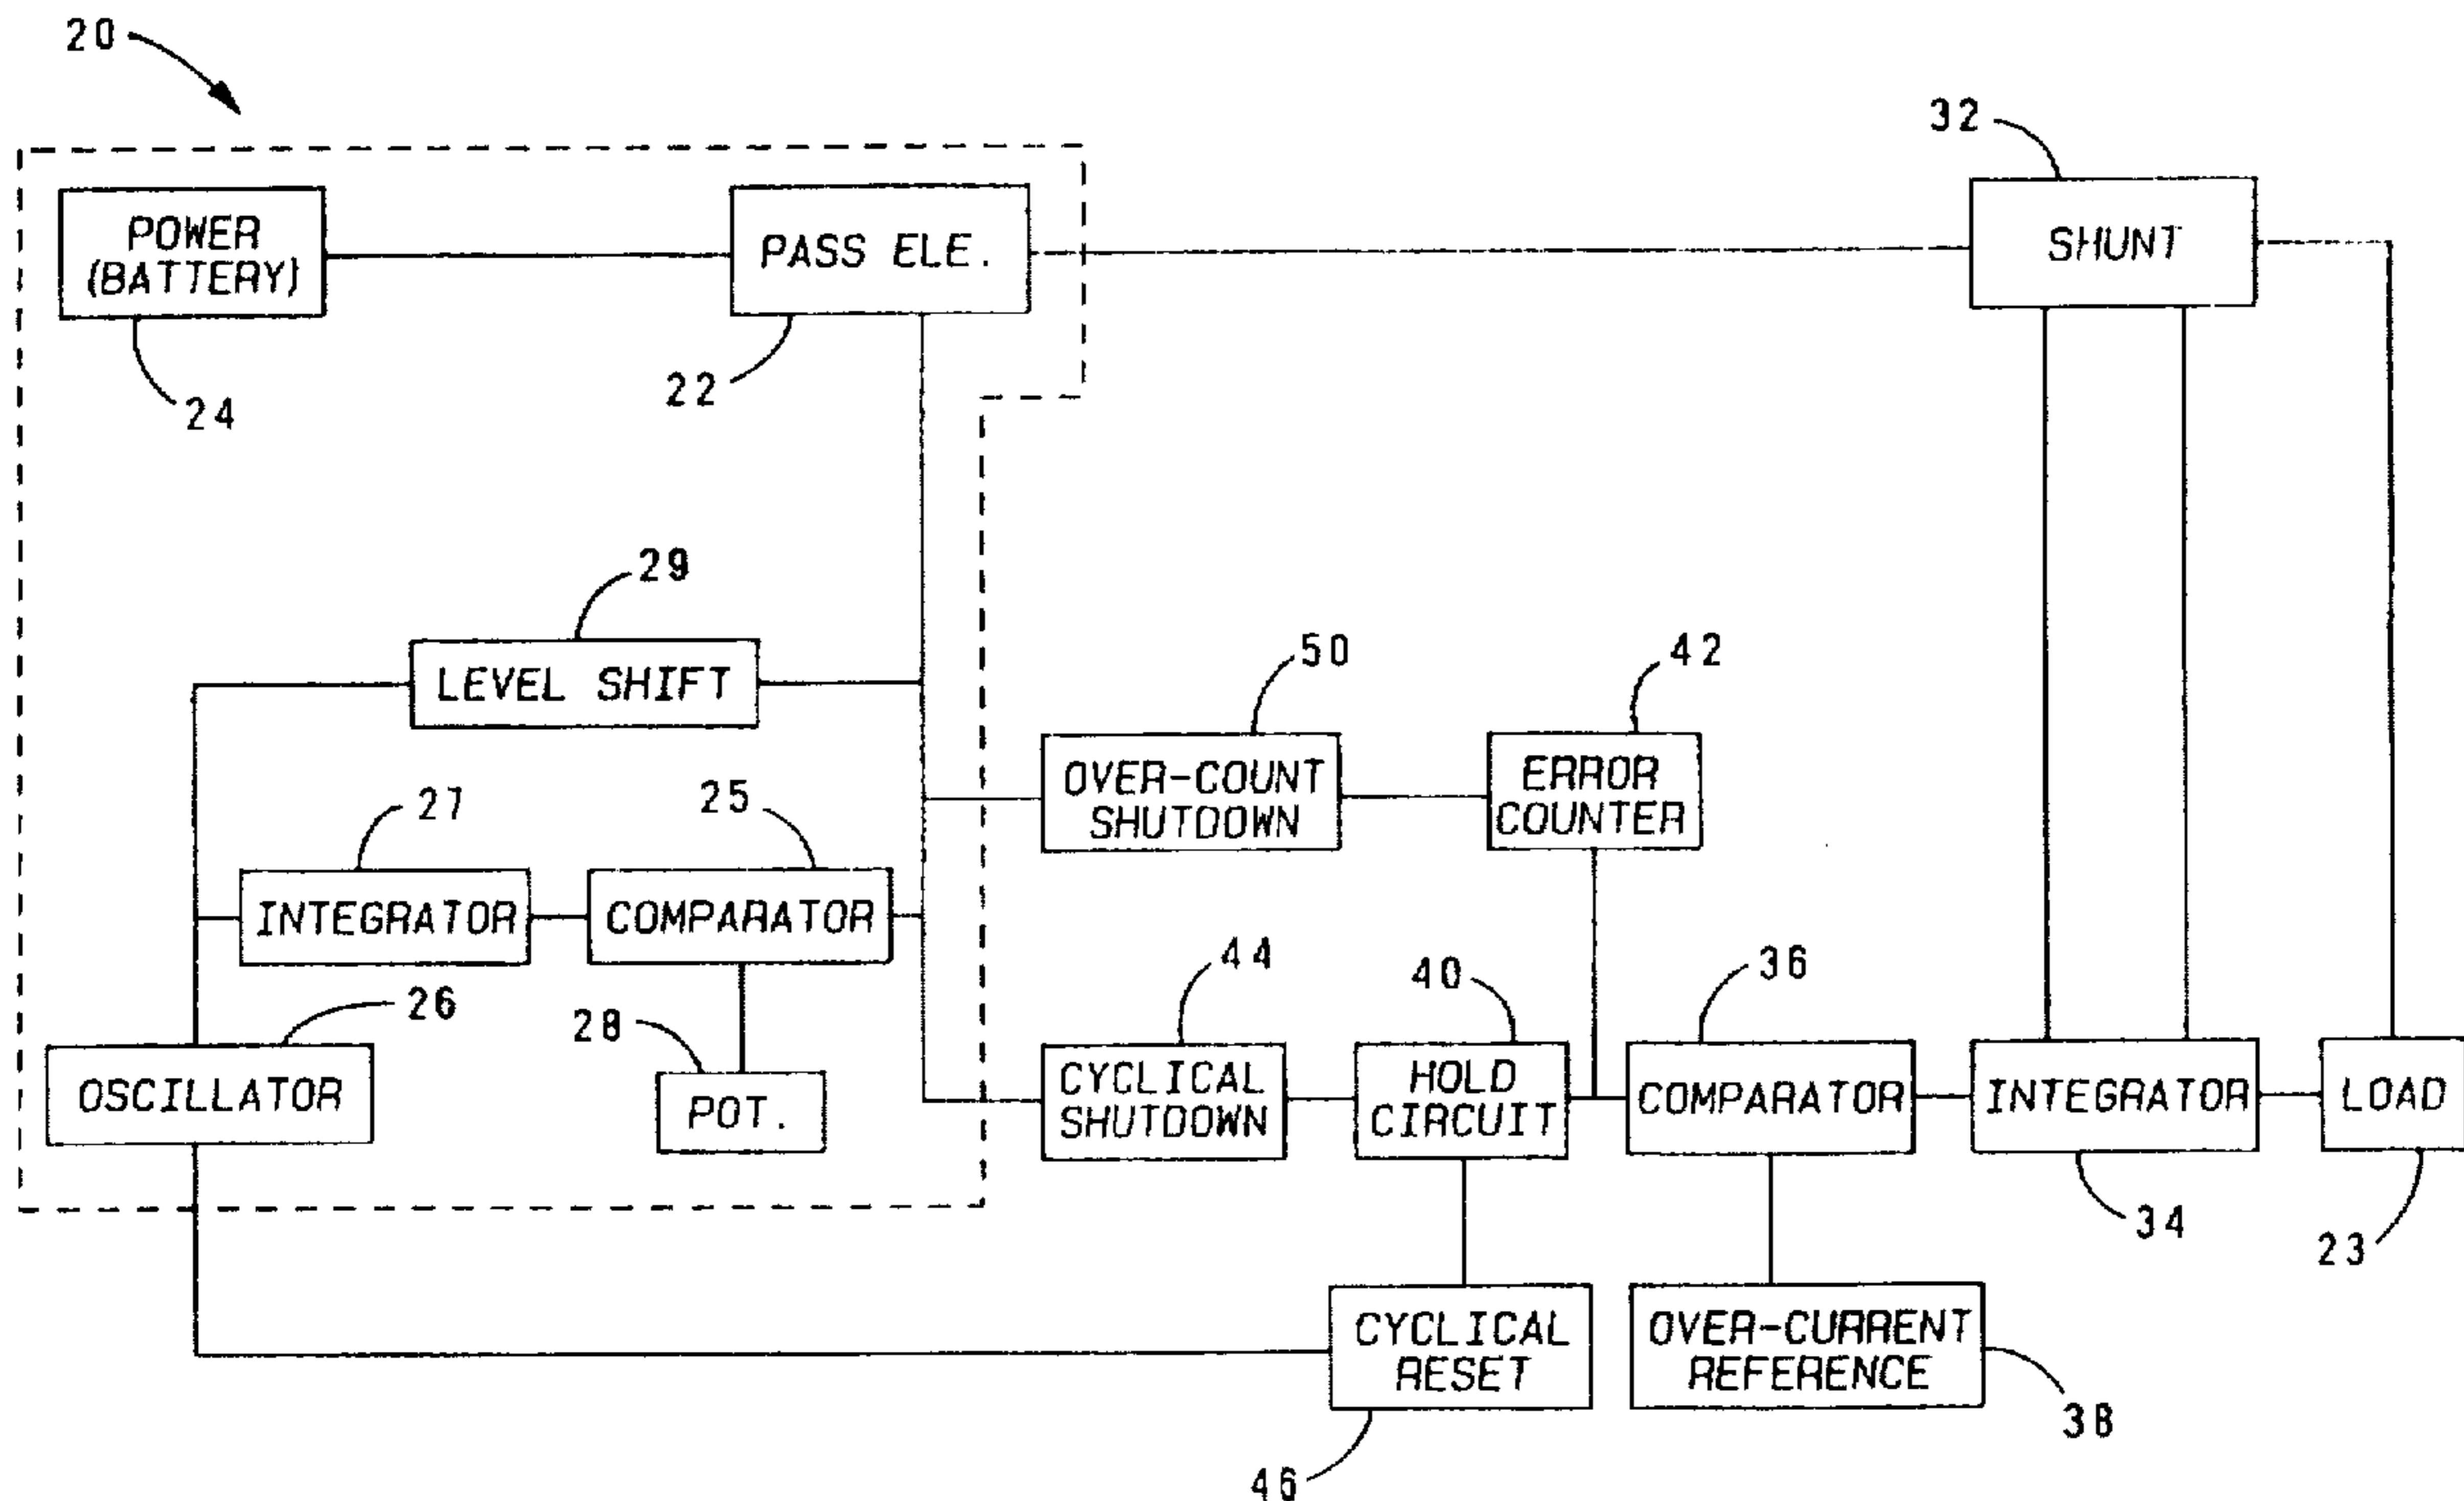 20
32
POWER
(BATTERY)
PASS ELE.
SHUNT
24
22
29
LEVEL SHIFT
50
42
OVER-COUNT
SHUTDOWN
ERROR
COUNTER
27
25
INTEGRATOR
COMPARATOR
44
40
36
26
28
OSCILLATOR
POT.
CYCLICAL
SHUTDOWN
HOLD
CIRCUIT
COMPARATOR
INTEGRATOR
LOAD
34
23
CYCLICAL
RESET
OVER-CURRENT
REFERENCE
38
46